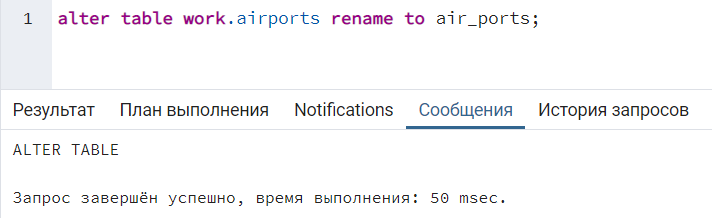 1 alter table work.airports rename to air_ports;
Результат План выполнения Notifications Сообщения История запросов
ALTER TABLE
Запрос завершён успешно, время выполнения: 50 msec.